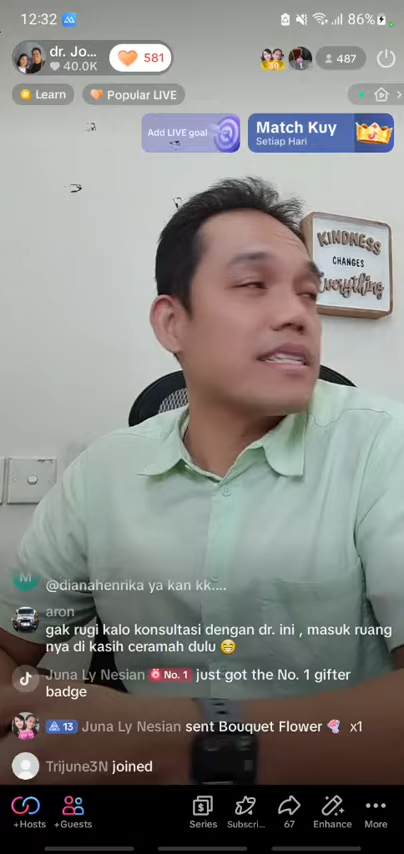 12:32
86%
dr. Jo...
40.0K
581
30
487
Learn
Popular LIVE
Add LIVE goal
Match Kuy
Setiap Hari
KINDNESS
CHANGES
Everything
M
@dianahenrika ya kan kk....
aron
gak rugi kalo konsultasi dengan dr. ini , masuk ruang
nya di kasih ceramah dulu 😁
Juna Ly Nesian No. 1 just got the No. 1 gifter
badge
13 Juna Ly Nesian sent Bouquet Flower x1
Trijune3N joined
+Hosts
+Guests
Series
Subscri...
67
Enhance
More